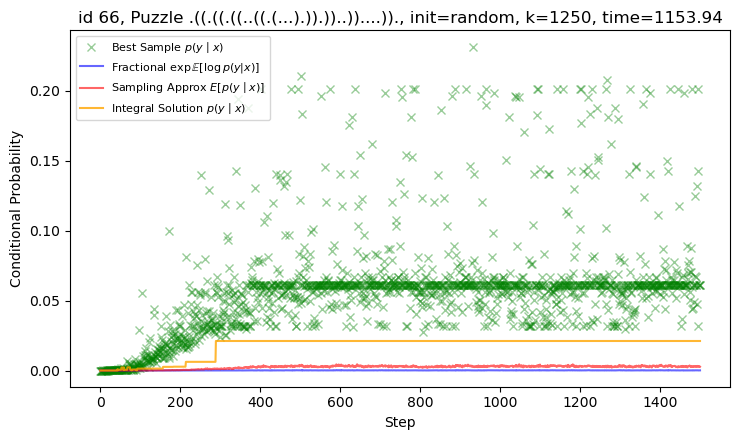 id 66, Puzzle .((.((.((..((.(...).)).))..))....))., init=random, k=1250, time=1153.94
Best Sample p(y | x)
Fractional exp𝔼[log p(y|x)]
Sampling Approx E[p(y | x)]
Integral Solution p(y | x)
Conditional Probability
0.20
0.15
0.10
0.05
0.00
0 200 400 600 800 1000 1200 1400
Step